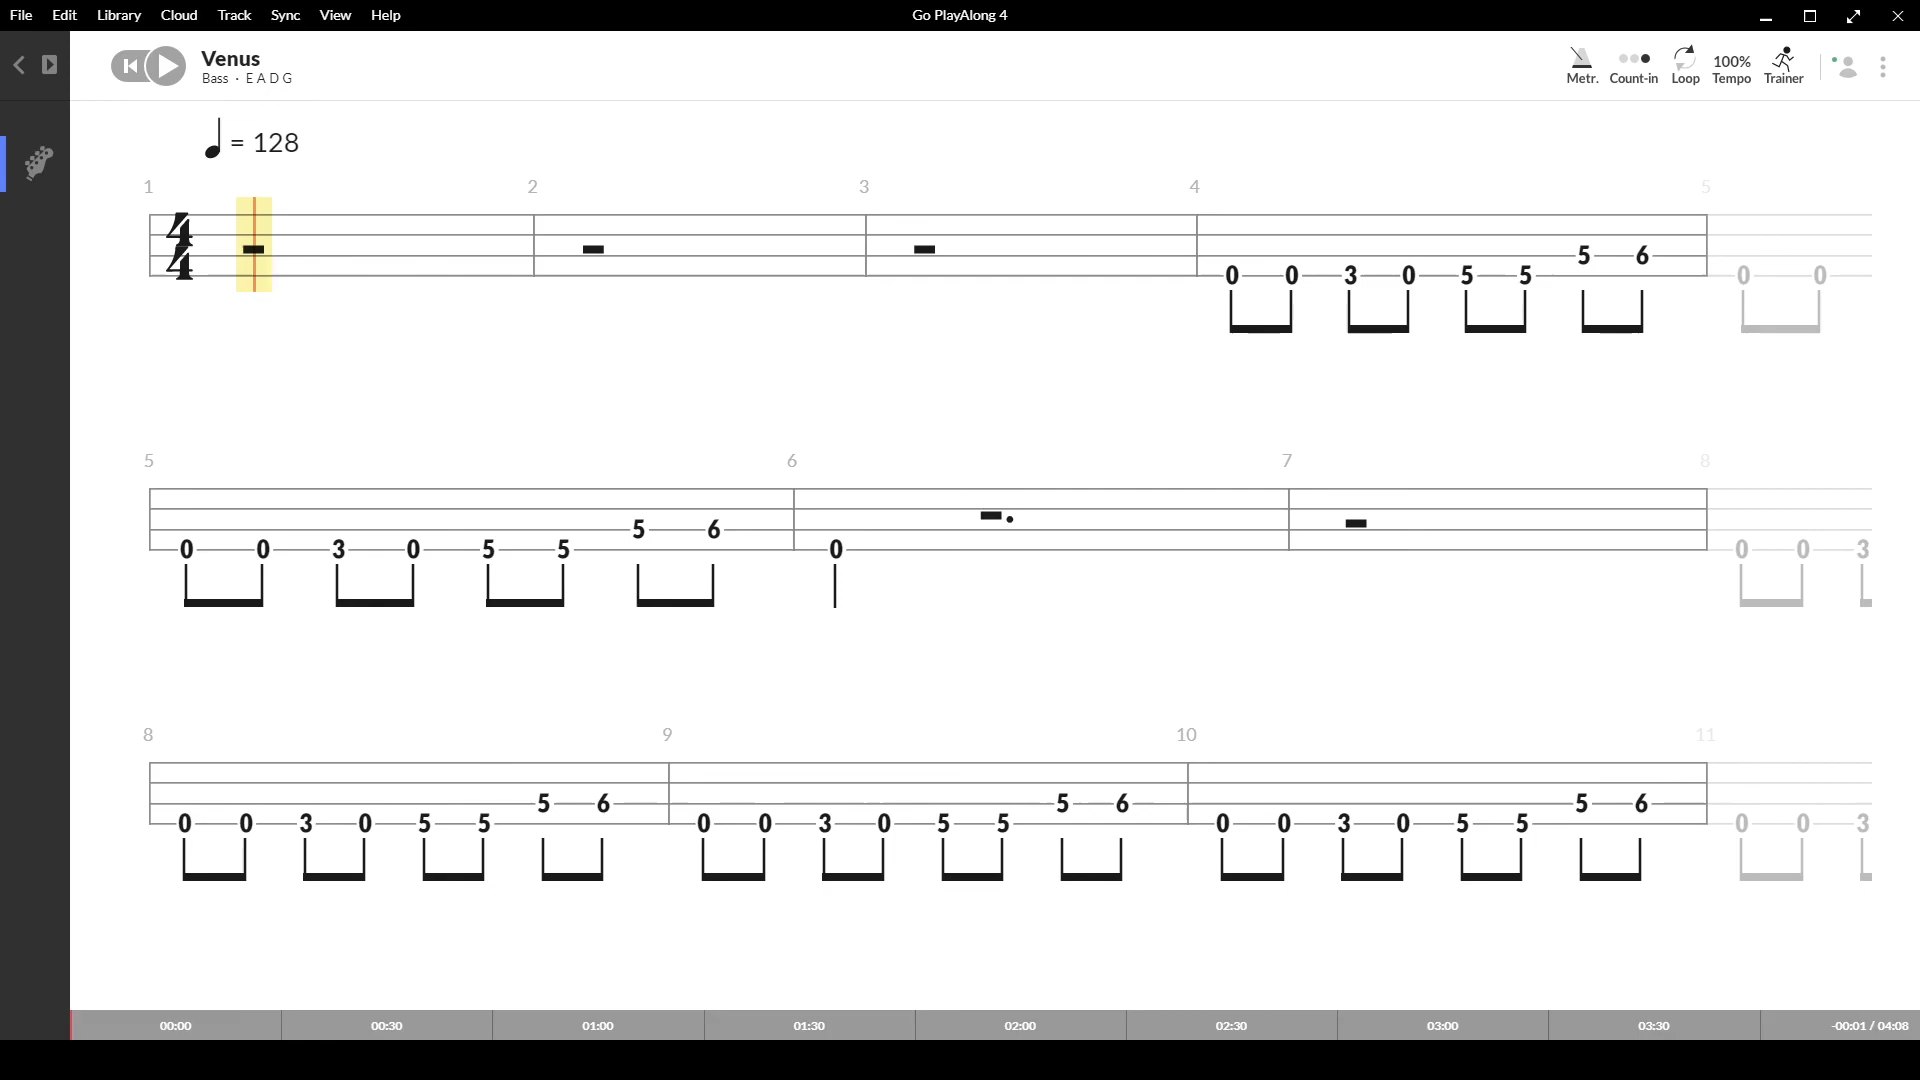 File Edit Library Cloud Track Sync View Help Go PlayAlong 4
Venus
Bass · E A D G
Metr. Count-in Loop 100% Tempo Trainer
= 128
1 2 3 4 5
4
4
5 6
0 0 3 0 5 5 0 0
5 6 7 8
5 6
0 0 3 0 5 5 0 0 0 3
8 9 10 11
5 6 5 6 5 6
0 0 3 0 5 5 0 0 3 0 5 5 0 0 3 0 5 5 0 0 3
00:00 00:30 01:00 01:30 02:00 02:30 03:00 03:30 -00:01 / 04:08